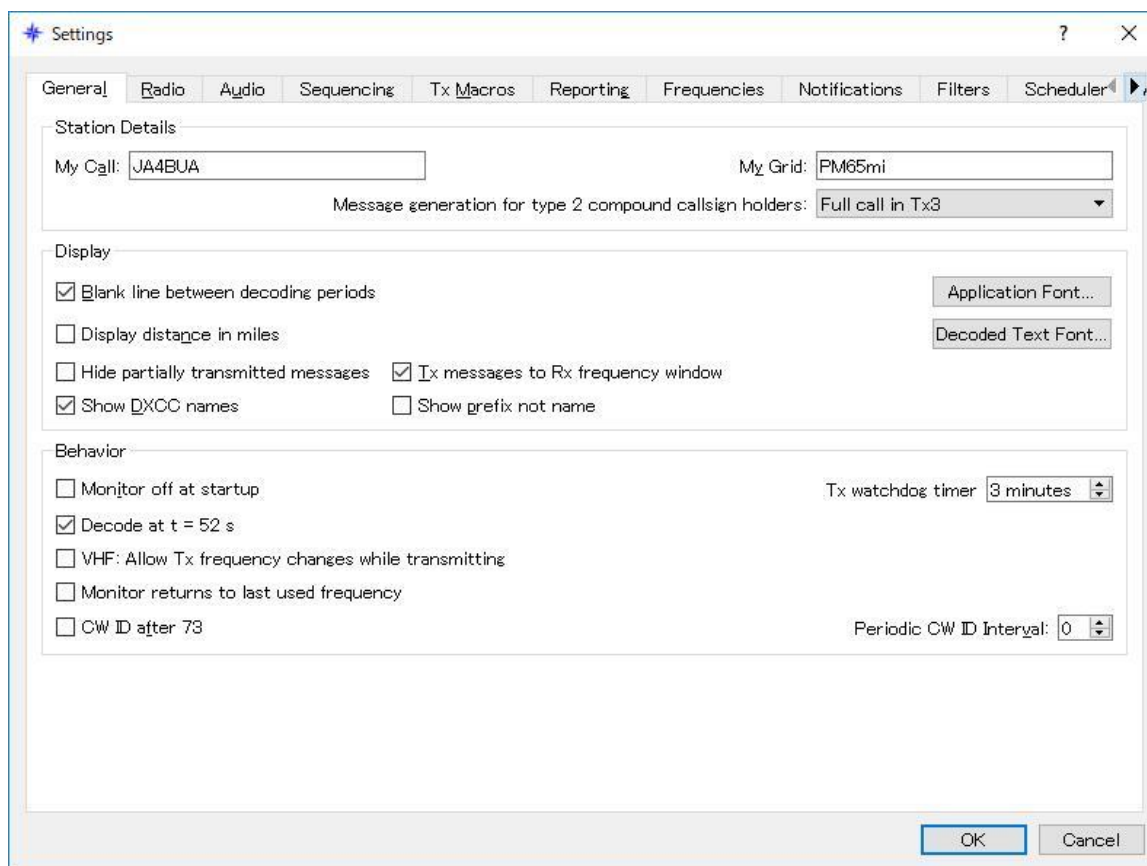 Settings ?
General Radio Audio Sequencing Tx Macros Reporting Frequencies Notifications Filters Scheduler
Station Details
My Call: JA4BUA My Grid: PM65mi
Message generation for type 2 compound callsign holders: Full call in Tx3
Display
Blank line between decoding periods Application Font...
Display distance in miles Decoded Text Font...
Hide partially transmitted messages Tx messages to Rx frequency window
Show DXCC names Show prefix not name
Behavior
Monitor off at startup Tx watchdog timer 3 minutes
Decode at t = 52 s
VHF: Allow Tx frequency changes while transmitting
Monitor returns to last used frequency
CW ID after 73 Periodic CW ID Interval: 0
OK Cancel